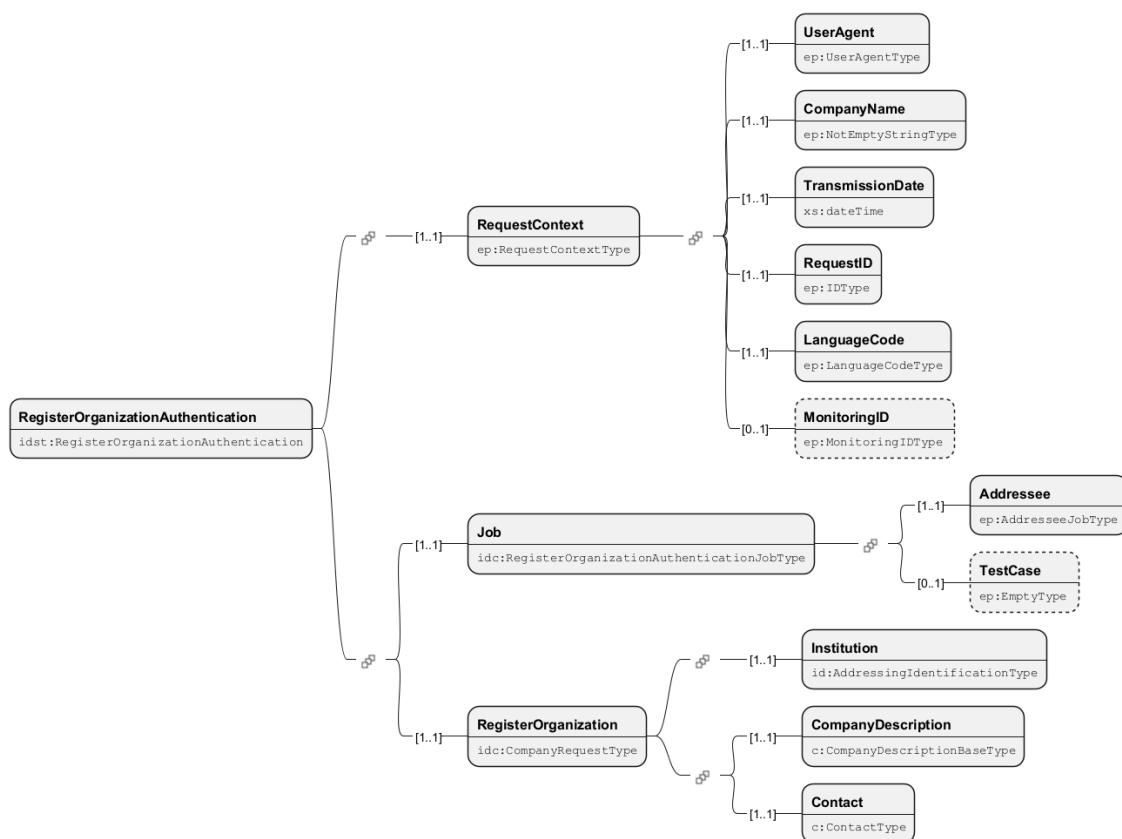 [1..1]
UserAgent
ep:UserAgentType
[1..1]
CompanyName
ep:NotEmptyStringType
[1..1]
TransmissionDate
xs:dateTime
[1..1]
RequestContext
ep:RequestContextType
[1..1]
RequestID
ep:IDType
[1..1]
LanguageCode
ep:LanguageCodeType
RegisterOrganizationAuthentication
idst:RegisterOrganizationAuthentication
[0..1]
MonitoringID
ep:MonitoringIDType
[1..1]
Job
idc:RegisterOrganizationAuthenticationJobType
[1..1]
Addressee
ep:AddresseeJobType
[0..1]
TestCase
ep:EmptyType
[1..1]
Institution
id:AddressingIdentificationType
[1..1]
RegisterOrganization
idc:CompanyRequestType
[1..1]
CompanyDescription
c:CompanyDescriptionBaseType
[1..1]
Contact
c:ContactType